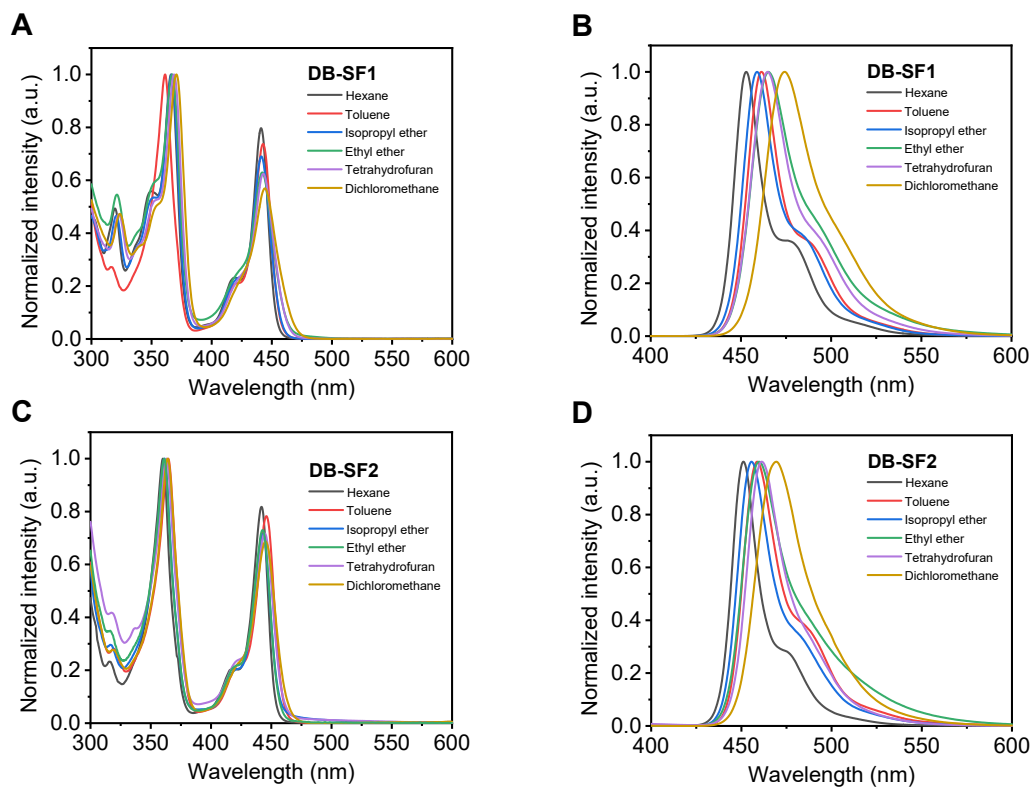 A
DB-SF1
Hexane
Toluene
Isopropyl ether
Ethyl ether
Tetrahydrofuran
Dichloromethane
Normalized intensity (a.u.)
1.0
0.8
0.6
0.4
0.2
0.0
300 350 400 450 500 550 600
Wavelength (nm)
B
DB-SF1
Hexane
Toluene
Isopropyl ether
Ethyl ether
Tetrahydrofuran
Dichloromethane
Normalized intensity (a.u.)
1.0
0.8
0.6
0.4
0.2
0.0
400 450 500 550 600
Wavelength (nm)
C
DB-SF2
Hexane
Toluene
Isopropyl ether
Ethyl ether
Tetrahydrofuran
Dichloromethane
Normalized intensity (a.u.)
1.0
0.8
0.6
0.4
0.2
0.0
300 350 400 450 500 550 600
Wavelength (nm)
D
DB-SF2
Hexane
Toluene
Isopropyl ether
Ethyl ether
Tetrahydrofuran
Dichloromethane
Normalized intensity (a.u.)
1.0
0.8
0.6
0.4
0.2
0.0
400 450 500 550 600
Wavelength (nm)